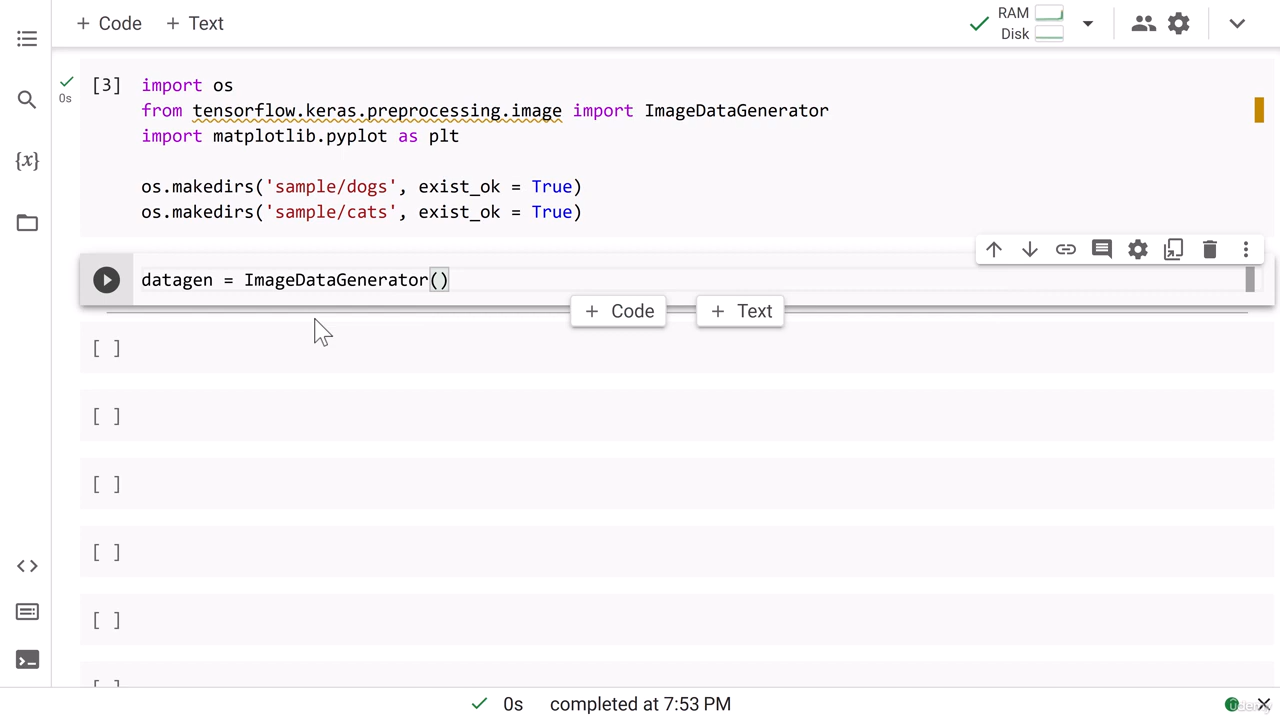 + Code + Text
RAM
Disk
[3] import os
0s
from tensorflow.keras.preprocessing.image import ImageDataGenerator
import matplotlib.pyplot as plt
{x}
os.makedirs('sample/dogs', exist_ok = True)
os.makedirs('sample/cats', exist_ok = True)
datagen = ImageDataGenerator()
+ Code + Text
[ ]
[ ]
[ ]
[ ]
[ ]
0s completed at 7:53 PM
udemy